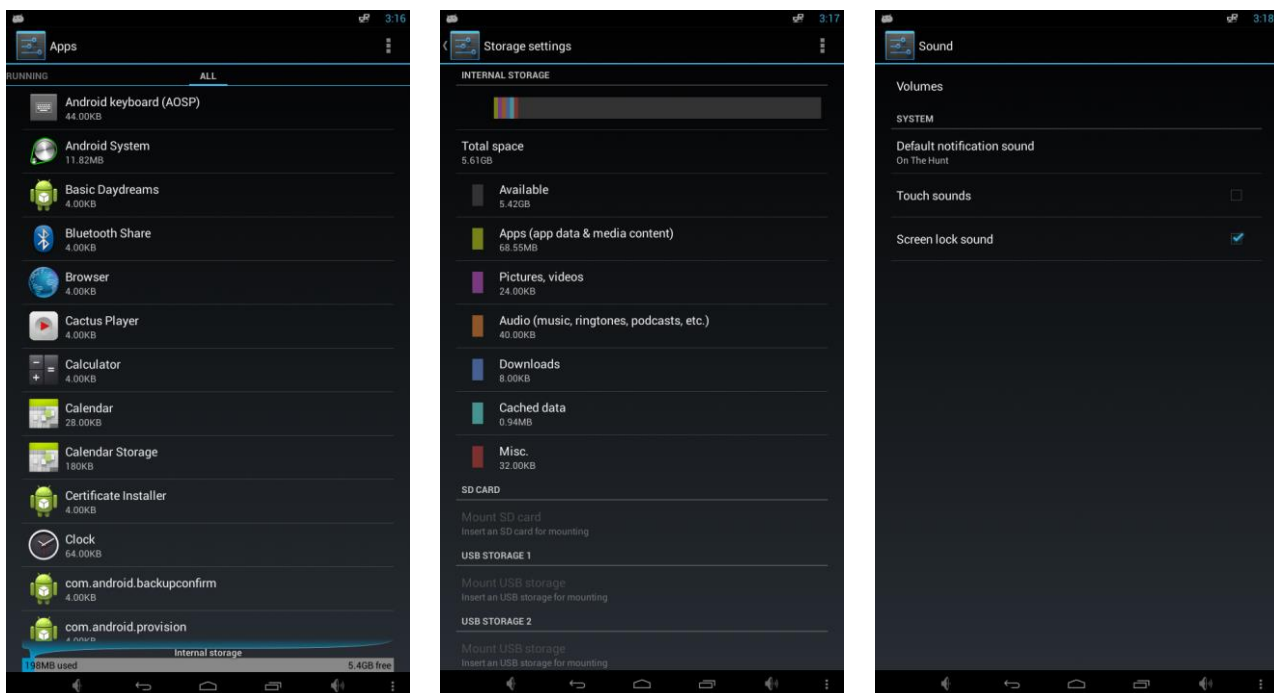 3:16
Apps
RUNNING
ALL
Android keyboard (AOSP)
44.00KB
Android System
11.82MB
Basic Daydreams
4.00KB
Bluetooth Share
4.00KB
Browser
4.00KB
Cactus Player
4.00KB
Calculator
4.00KB
Calendar
28.00KB
Calendar Storage
180KB
Certificate Installer
4.00KB
Clock
64.00KB
com.android.backupconfirm
4.00KB
com.android.provision
4.00KB
Internal storage
198MB used
5.4GB free
3:17
Storage settings
INTERNAL STORAGE
Total space
5.61GB
Available
5.42GB
Apps (app data & media content)
68.55MB
Pictures, videos
24.00KB
Audio (music, ringtones, podcasts, etc.)
40.00KB
Downloads
8.00KB
Cached data
0.94MB
Misc.
32.00KB
SD CARD
Mount SD card
Insert an SD card for mounting
USB STORAGE 1
Mount USB storage
Insert an USB storage for mounting
USB STORAGE 2
Mount USB storage
Insert an USB storage for mounting
3:18
Sound
Volumes
SYSTEM
Default notification sound
On The Hunt
Touch sounds
Screen lock sound